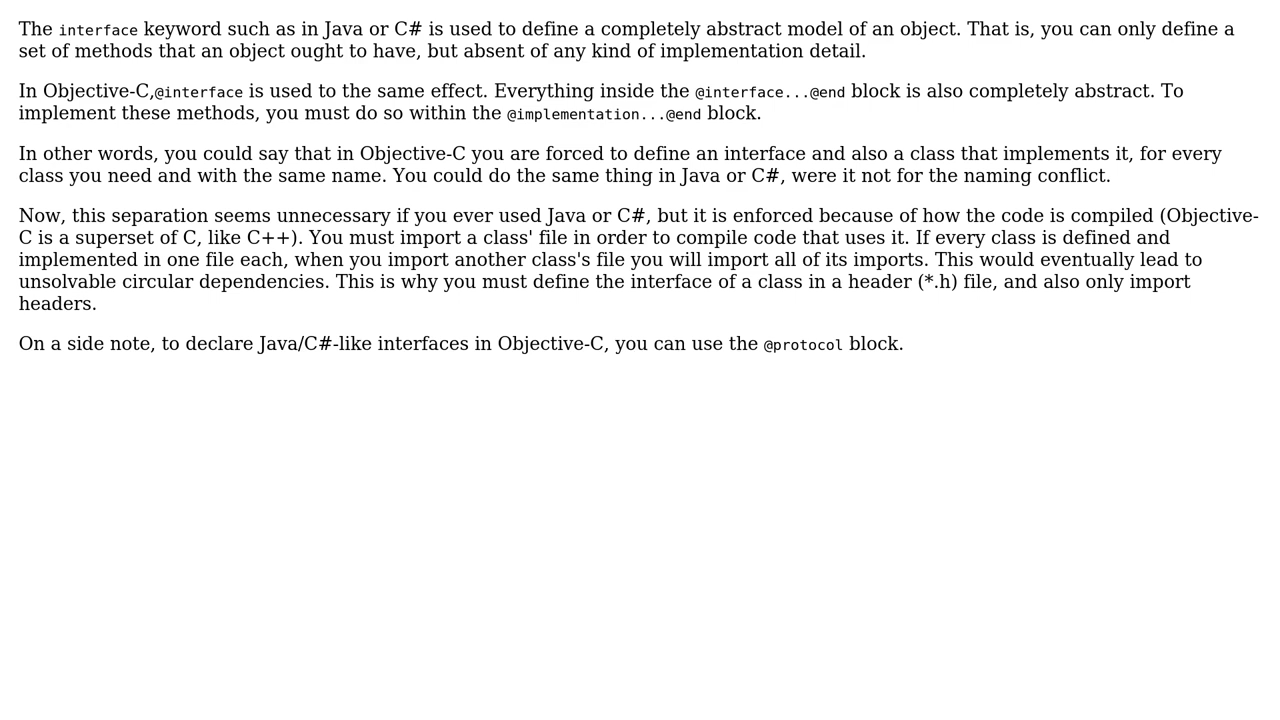 The interface keyword such as in Java or C# is used to define a completely abstract model of an object. That is, you can only define a
set of methods that an object ought to have, but absent of any kind of implementation detail.
In Objective-C,@interface is used to the same effect. Everything inside the @interface...@end block is also completely abstract. To
implement these methods, you must do so within the @implementation...@end block.
In other words, you could say that in Objective-C you are forced to define an interface and also a class that implements it, for every
class you need and with the same name. You could do the same thing in Java or C#, were it not for the naming conflict.
Now, this separation seems unnecessary if you ever used Java or C#, but it is enforced because of how the code is compiled (Objective-
C is a superset of C, like C++). You must import a class' file in order to compile code that uses it. If every class is defined and
implemented in one file each, when you import another class's file you will import all of its imports. This would eventually lead to
unsolvable circular dependencies. This is why you must define the interface of a class in a header (*.h) file, and also only import
headers.
On a side note, to declare Java/C#-like interfaces in Objective-C, you can use the @protocol block.